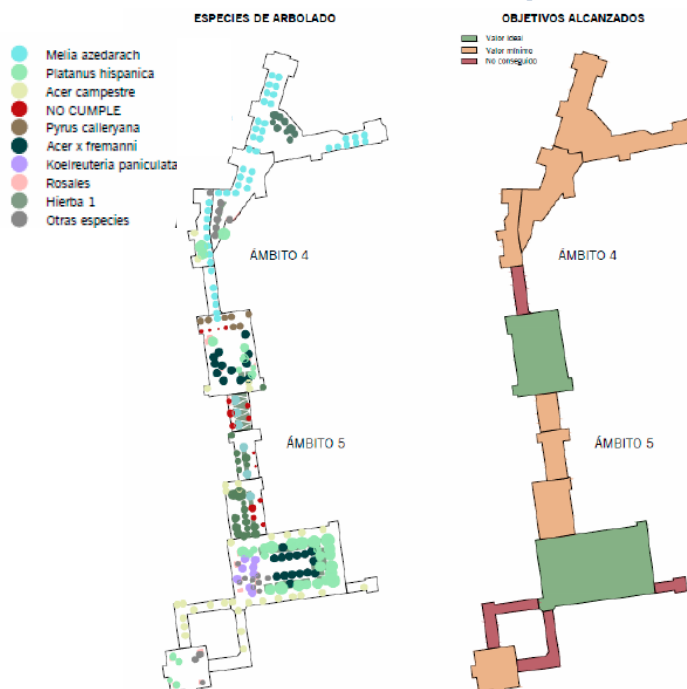 ESPECIES DE ARBOLADO
Melia azedarach
Platanus hispanica
Acer campestre
NO CUMPLE
Pyrus calleryana
Acer x fremanni
Koelreuteria paniculata
Rosales
Hierba 1
Otras especies
ÁMBITO 4
ÁMBITO 5
OBJETIVOS ALCANZADOS
Valor ideal
Valor mínimo
No conseguido
ÁMBITO 4
ÁMBITO 5